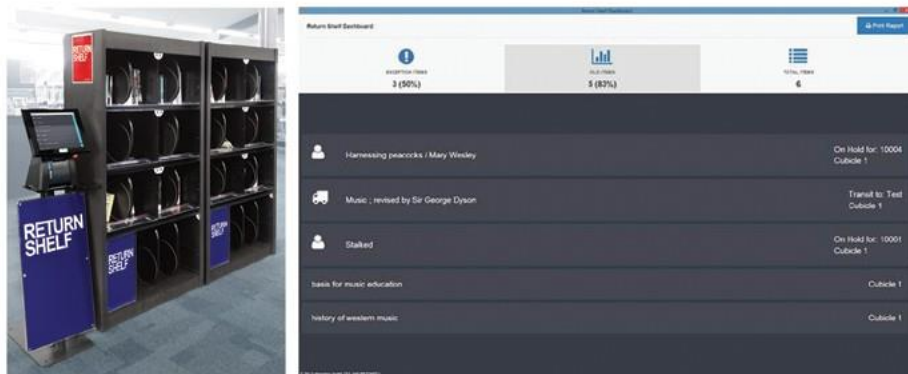 RETURN
SHELF
RETURN
SHELF
RETURN
SHELF
RETURN
SHELF
Return Shelf Dashboard
Print Report
EXCEPTION ITEMS
3 (50%)
OLD ITEMS
5 (83%)
TOTAL ITEMS
6
Harnessing peacocks / Mary Wesley
On Hold for: 10004
Cubicle 1
Music ; revised by Sir George Dyson
Transit to: Test
Cubicle 1
Stalked
On Hold for: 10001
Cubicle 1
basis for music education
Cubicle 1
history of western music
Cubicle 1